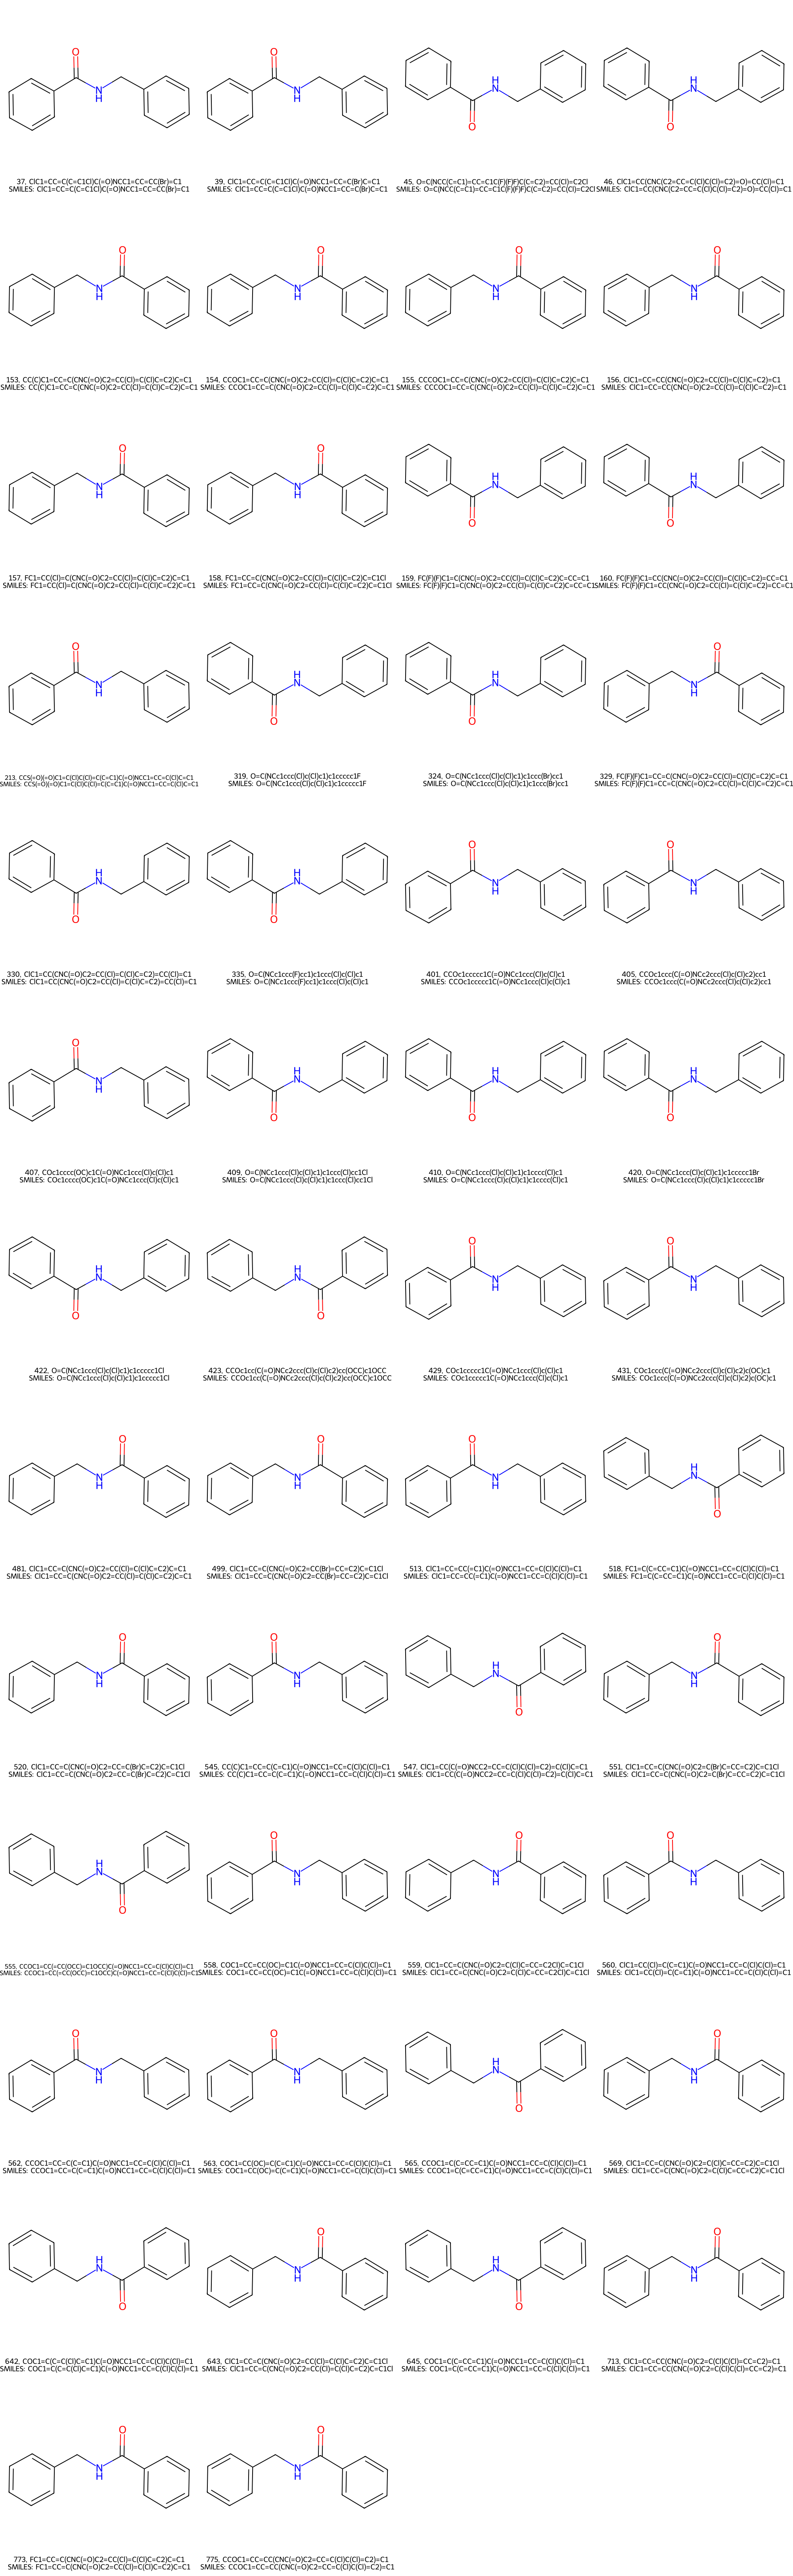 O
N
H
37, ClC1=CC=C(C=C1Cl)C(=O)NCC1=CC=CC(Br)=C1
SMILES: ClC1=CC=C(C=C1Cl)C(=O)NCC1=CC=CC(Br)=C1
O
N
H
39, ClC1=CC=C(C=C1Cl)C(=O)NCC1=CC=C(Br)C=C1
SMILES: ClC1=CC=C(C=C1Cl)C(=O)NCC1=CC=C(Br)C=C1
H
N
O
45, O=C(NCC(C=C1)=CC=C1C(F)(F)F)C(C=C2)=CC(Cl)=C2Cl
SMILES: O=C(NCC(C=C1)=CC=C1C(F)(F)F)C(C=C2)=CC(Cl)=C2Cl
H
N
O
46, ClC1=CC(CNC(C2=CC=C(Cl)C(Cl)=C2)=O)=CC(Cl)=C1
SMILES: ClC1=CC(CNC(C2=CC=C(Cl)C(Cl)=C2)=O)=CC(Cl)=C1
O
N
H
153, CC(C)C1=CC=C(CNC(=O)C2=CC(Cl)=C(Cl)C=C2)C=C1
SMILES: CC(C)C1=CC=C(CNC(=O)C2=CC(Cl)=C(Cl)C=C2)C=C1
O
N
H
154, CCOC1=CC=C(CNC(=O)C2=CC(Cl)=C(Cl)C=C2)C=C1
SMILES: CCOC1=CC=C(CNC(=O)C2=CC(Cl)=C(Cl)C=C2)C=C1
O
N
H
155, CCCOC1=CC=C(CNC(=O)C2=CC(Cl)=C(Cl)C=C2)C=C1
SMILES: CCCOC1=CC=C(CNC(=O)C2=CC(Cl)=C(Cl)C=C2)C=C1
O
N
H
156, ClC1=CC=CC(CNC(=O)C2=CC(Cl)=C(Cl)C=C2)=C1
SMILES: ClC1=CC=CC(CNC(=O)C2=CC(Cl)=C(Cl)C=C2)=C1
O
N
H
157, FC1=CC(Cl)=C(CNC(=O)C2=CC(Cl)=C(Cl)C=C2)C=C1
SMILES: FC1=CC(Cl)=C(CNC(=O)C2=CC(Cl)=C(Cl)C=C2)C=C1
O
N
H
158, FC1=CC=C(CNC(=O)C2=CC(Cl)=C(Cl)C=C2)C=C1Cl
SMILES: FC1=CC=C(CNC(=O)C2=CC(Cl)=C(Cl)C=C2)C=C1Cl
H
N
O
159, FC(F)(F)C1=C(CNC(=O)C2=CC(Cl)=C(Cl)C=C2)C=CC=C1
SMILES: FC(F)(F)C1=C(CNC(=O)C2=CC(Cl)=C(Cl)C=C2)C=CC=C1
H
N
O
160, FC(F)(F)C1=CC(CNC(=O)C2=CC(Cl)=C(Cl)C=C2)=CC=C1
SMILES: FC(F)(F)C1=CC(CNC(=O)C2=CC(Cl)=C(Cl)C=C2)=CC=C1
O
N
H
213, CCS(=O)(=O)C1=C(Cl)C(Cl)=C(C=C1)C(=O)NCC1=CC=C(Cl)C=C1
SMILES: CCS(=O)(=O)C1=C(Cl)C(Cl)=C(C=C1)C(=O)NCC1=CC=C(Cl)C=C1
H
N
O
319, O=C(NCc1ccc(Cl)c(Cl)c1)c1ccccc1F
SMILES: O=C(NCc1ccc(Cl)c(Cl)c1)c1ccccc1F
H
N
O
324, O=C(NCc1ccc(Cl)c(Cl)c1)c1ccc(Br)cc1
SMILES: O=C(NCc1ccc(Cl)c(Cl)c1)c1ccc(Br)cc1
O
N
H
329, FC(F)(F)C1=CC=C(CNC(=O)C2=CC(Cl)=C(Cl)C=C2)C=C1
SMILES: FC(F)(F)C1=CC=C(CNC(=O)C2=CC(Cl)=C(Cl)C=C2)C=C1
H
N
O
330, ClC1=CC(CNC(=O)C2=CC(Cl)=C(Cl)C=C2)=CC(Cl)=C1
SMILES: ClC1=CC(CNC(=O)C2=CC(Cl)=C(Cl)C=C2)=CC(Cl)=C1
H
N
O
335, O=C(NCc1ccc(F)cc1)c1ccc(Cl)c(Cl)c1
SMILES: O=C(NCc1ccc(F)cc1)c1ccc(Cl)c(Cl)c1
O
N
H
401, CCOc1ccccc1C(=O)NCc1ccc(Cl)c(Cl)c1
SMILES: CCOc1ccccc1C(=O)NCc1ccc(Cl)c(Cl)c1
O
N
H
405, CCOc1ccc(C(=O)NCc2ccc(Cl)c(Cl)c2)cc1
SMILES: CCOc1ccc(C(=O)NCc2ccc(Cl)c(Cl)c2)cc1
O
N
H
407, COc1cccc(OC)c1C(=O)NCc1ccc(Cl)c(Cl)c1
SMILES: COc1cccc(OC)c1C(=O)NCc1ccc(Cl)c(Cl)c1
H
N
O
409, O=C(NCc1ccc(Cl)c(Cl)c1)c1ccc(Cl)cc1Cl
SMILES: O=C(NCc1ccc(Cl)c(Cl)c1)c1ccc(Cl)cc1Cl
H
N
O
410, O=C(NCc1ccc(Cl)c(Cl)c1)c1cccc(Cl)c1
SMILES: O=C(NCc1ccc(Cl)c(Cl)c1)c1cccc(Cl)c1
H
N
O
420, O=C(NCc1ccc(Cl)c(Cl)c1)c1ccccc1Br
SMILES: O=C(NCc1ccc(Cl)c(Cl)c1)c1ccccc1Br
H
N
O
422, O=C(NCc1ccc(Cl)c(Cl)c1)c1ccccc1Cl
SMILES: O=C(NCc1ccc(Cl)c(Cl)c1)c1ccccc1Cl
H
N
O
423, CCOc1cc(C(=O)NCc2ccc(Cl)c(Cl)c2)cc(OCC)c1OCC
SMILES: CCOc1cc(C(=O)NCc2ccc(Cl)c(Cl)c2)cc(OCC)c1OCC
O
N
H
429, COc1ccccc1C(=O)NCc1ccc(Cl)c(Cl)c1
SMILES: COc1ccccc1C(=O)NCc1ccc(Cl)c(Cl)c1
O
N
H
431, COc1ccc(C(=O)NCc2ccc(Cl)c(Cl)c2)c(OC)c1
SMILES: COc1ccc(C(=O)NCc2ccc(Cl)c(Cl)c2)c(OC)c1
O
N
H
481, ClC1=CC=C(CNC(=O)C2=CC(Cl)=C(Cl)C=C2)C=C1
SMILES: ClC1=CC=C(CNC(=O)C2=CC(Cl)=C(Cl)C=C2)C=C1
O
N
H
499, ClC1=CC=C(CNC(=O)C2=CC(Br)=CC=C2)C=C1Cl
SMILES: ClC1=CC=C(CNC(=O)C2=CC(Br)=CC=C2)C=C1Cl
O
N
H
513, ClC1=CC=CC(=C1)C(=O)NCC1=CC=C(Cl)C(Cl)=C1
SMILES: ClC1=CC=CC(=C1)C(=O)NCC1=CC=C(Cl)C(Cl)=C1
H
N
O
518, FC1=C(C=CC=C1)C(=O)NCC1=CC=C(Cl)C(Cl)=C1
SMILES: FC1=C(C=CC=C1)C(=O)NCC1=CC=C(Cl)C(Cl)=C1
O
N
H
520, ClC1=CC=C(CNC(=O)C2=CC=C(Br)C=C2)C=C1Cl
SMILES: ClC1=CC=C(CNC(=O)C2=CC=C(Br)C=C2)C=C1Cl
O
N
H
545, CC(C)C1=CC=C(C=C1)C(=O)NCC1=CC=C(Cl)C(Cl)=C1
SMILES: CC(C)C1=CC=C(C=C1)C(=O)NCC1=CC=C(Cl)C(Cl)=C1
H
N
O
547, ClC1=CC(C(=O)NCC2=CC=C(Cl)C(Cl)=C2)=C(Cl)C=C1
SMILES: ClC1=CC(C(=O)NCC2=CC=C(Cl)C(Cl)=C2)=C(Cl)C=C1
O
N
H
551, ClC1=CC=C(CNC(=O)C2=C(Br)C=CC=C2)C=C1Cl
SMILES: ClC1=CC=C(CNC(=O)C2=C(Br)C=CC=C2)C=C1Cl
H
N
O
555, CCOC1=CC(=CC(OCC)=C1OCC)C(=O)NCC1=CC=C(Cl)C(Cl)=C1
SMILES: CCOC1=CC(=CC(OCC)=C1OCC)C(=O)NCC1=CC=C(Cl)C(Cl)=C1
O
N
H
558, COC1=CC=CC(OC)=C1C(=O)NCC1=CC=C(Cl)C(Cl)=C1
SMILES: COC1=CC=CC(OC)=C1C(=O)NCC1=CC=C(Cl)C(Cl)=C1
O
N
H
559, ClC1=CC=C(CNC(=O)C2=C(Cl)C=CC=C2Cl)C=C1Cl
SMILES: ClC1=CC=C(CNC(=O)C2=C(Cl)C=CC=C2Cl)C=C1Cl
O
N
H
560, ClC1=CC(Cl)=C(C=C1)C(=O)NCC1=CC=C(Cl)C(Cl)=C1
SMILES: ClC1=CC(Cl)=C(C=C1)C(=O)NCC1=CC=C(Cl)C(Cl)=C1
O
N
H
562, CCOC1=CC=C(C=C1)C(=O)NCC1=CC=C(Cl)C(Cl)=C1
SMILES: CCOC1=CC=C(C=C1)C(=O)NCC1=CC=C(Cl)C(Cl)=C1
O
N
H
563, COC1=CC(OC)=C(C=C1)C(=O)NCC1=CC=C(Cl)C(Cl)=C1
SMILES: COC1=CC(OC)=C(C=C1)C(=O)NCC1=CC=C(Cl)C(Cl)=C1
H
N
O
565, CCOC1=C(C=CC=C1)C(=O)NCC1=CC=C(Cl)C(Cl)=C1
SMILES: CCOC1=C(C=CC=C1)C(=O)NCC1=CC=C(Cl)C(Cl)=C1
O
N
H
569, ClC1=CC=C(CNC(=O)C2=C(Cl)C=CC=C2)C=C1Cl
SMILES: ClC1=CC=C(CNC(=O)C2=C(Cl)C=CC=C2)C=C1Cl
H
N
O
642, COC1=C(C=C(Cl)C=C1)C(=O)NCC1=CC=C(Cl)C(Cl)=C1
SMILES: COC1=C(C=C(Cl)C=C1)C(=O)NCC1=CC=C(Cl)C(Cl)=C1
O
N
H
643, ClC1=CC=C(CNC(=O)C2=CC(Cl)=C(Cl)C=C2)C=C1Cl
SMILES: ClC1=CC=C(CNC(=O)C2=CC(Cl)=C(Cl)C=C2)C=C1Cl
H
N
O
645, COC1=C(C=CC=C1)C(=O)NCC1=CC=C(Cl)C(Cl)=C1
SMILES: COC1=C(C=CC=C1)C(=O)NCC1=CC=C(Cl)C(Cl)=C1
O
N
H
713, ClC1=CC=CC(CNC(=O)C2=C(Cl)C(Cl)=CC=C2)=C1
SMILES: ClC1=CC=CC(CNC(=O)C2=C(Cl)C(Cl)=CC=C2)=C1
O
N
H
773, FC1=CC=C(CNC(=O)C2=CC(Cl)=C(Cl)C=C2)C=C1
SMILES: FC1=CC=C(CNC(=O)C2=CC(Cl)=C(Cl)C=C2)C=C1
O
N
H
775, CCOC1=CC=CC(CNC(=O)C2=CC=C(Cl)C(Cl)=C2)=C1
SMILES: CCOC1=CC=CC(CNC(=O)C2=CC=C(Cl)C(Cl)=C2)=C1